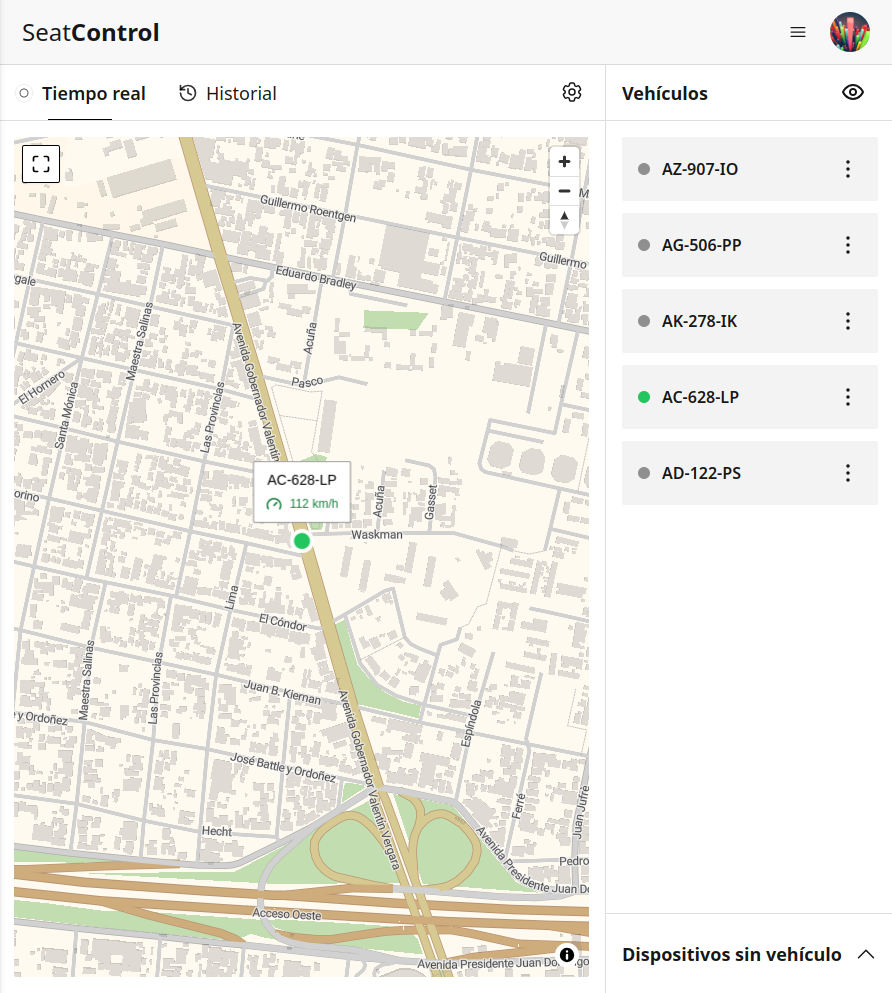 SeatControl
Tiempo real
Historial
Vehículos
AZ-907-IO
AG-506-PP
AK-278-IK
AC-628-LP
AD-122-PS
Dispositivos sin vehículo
Guillermo Roentgen
Guillermo
Eduardo Bradley
gale
Maestra Salinas
Acuña
Avenida Gobernador Valentín
Pasco
El Hornero
Santa Mónica
Las Provincias
AC-628-LP
112 km/h
Acuña
Gasset
orino
Waskman
Lima
El Cóndor
Maestra Salinas
Las Provincias
Juan B. Kiernan
Avenida Gobernador Valentín Vergara
Espíndola
y Ordoñez
José Battle y Ordoñez
Ferré
Juan Jufré
Hecht
Avenida Presidente Juan Do
Pedro
Acceso Oeste
Avenida Presidente Juan Do